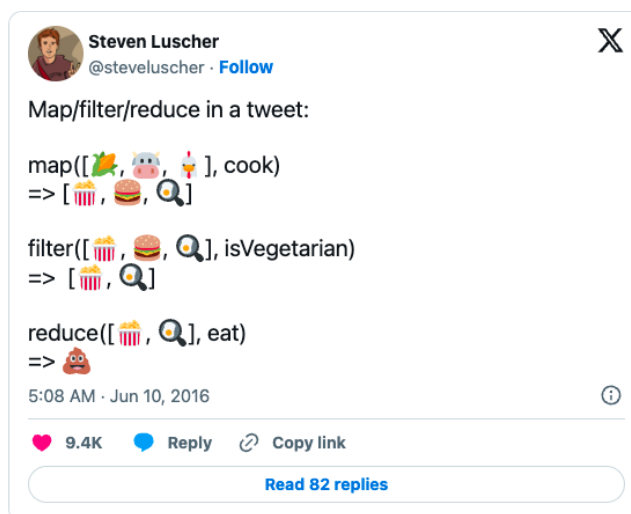 Steven Luscher
@steveluscher · Follow
Map/filter/reduce in a tweet:
map([🌽, 🐮, 🐔], cook)
=> [🍿, 🍔, 🍳]
filter([🍿, 🍔, 🍳], isVegetarian)
=> [🍿, 🍳]
reduce([🍿, 🍳], eat)
=> 💩
5:08 AM · Jun 10, 2016
9.4K Reply Copy link
Read 82 replies